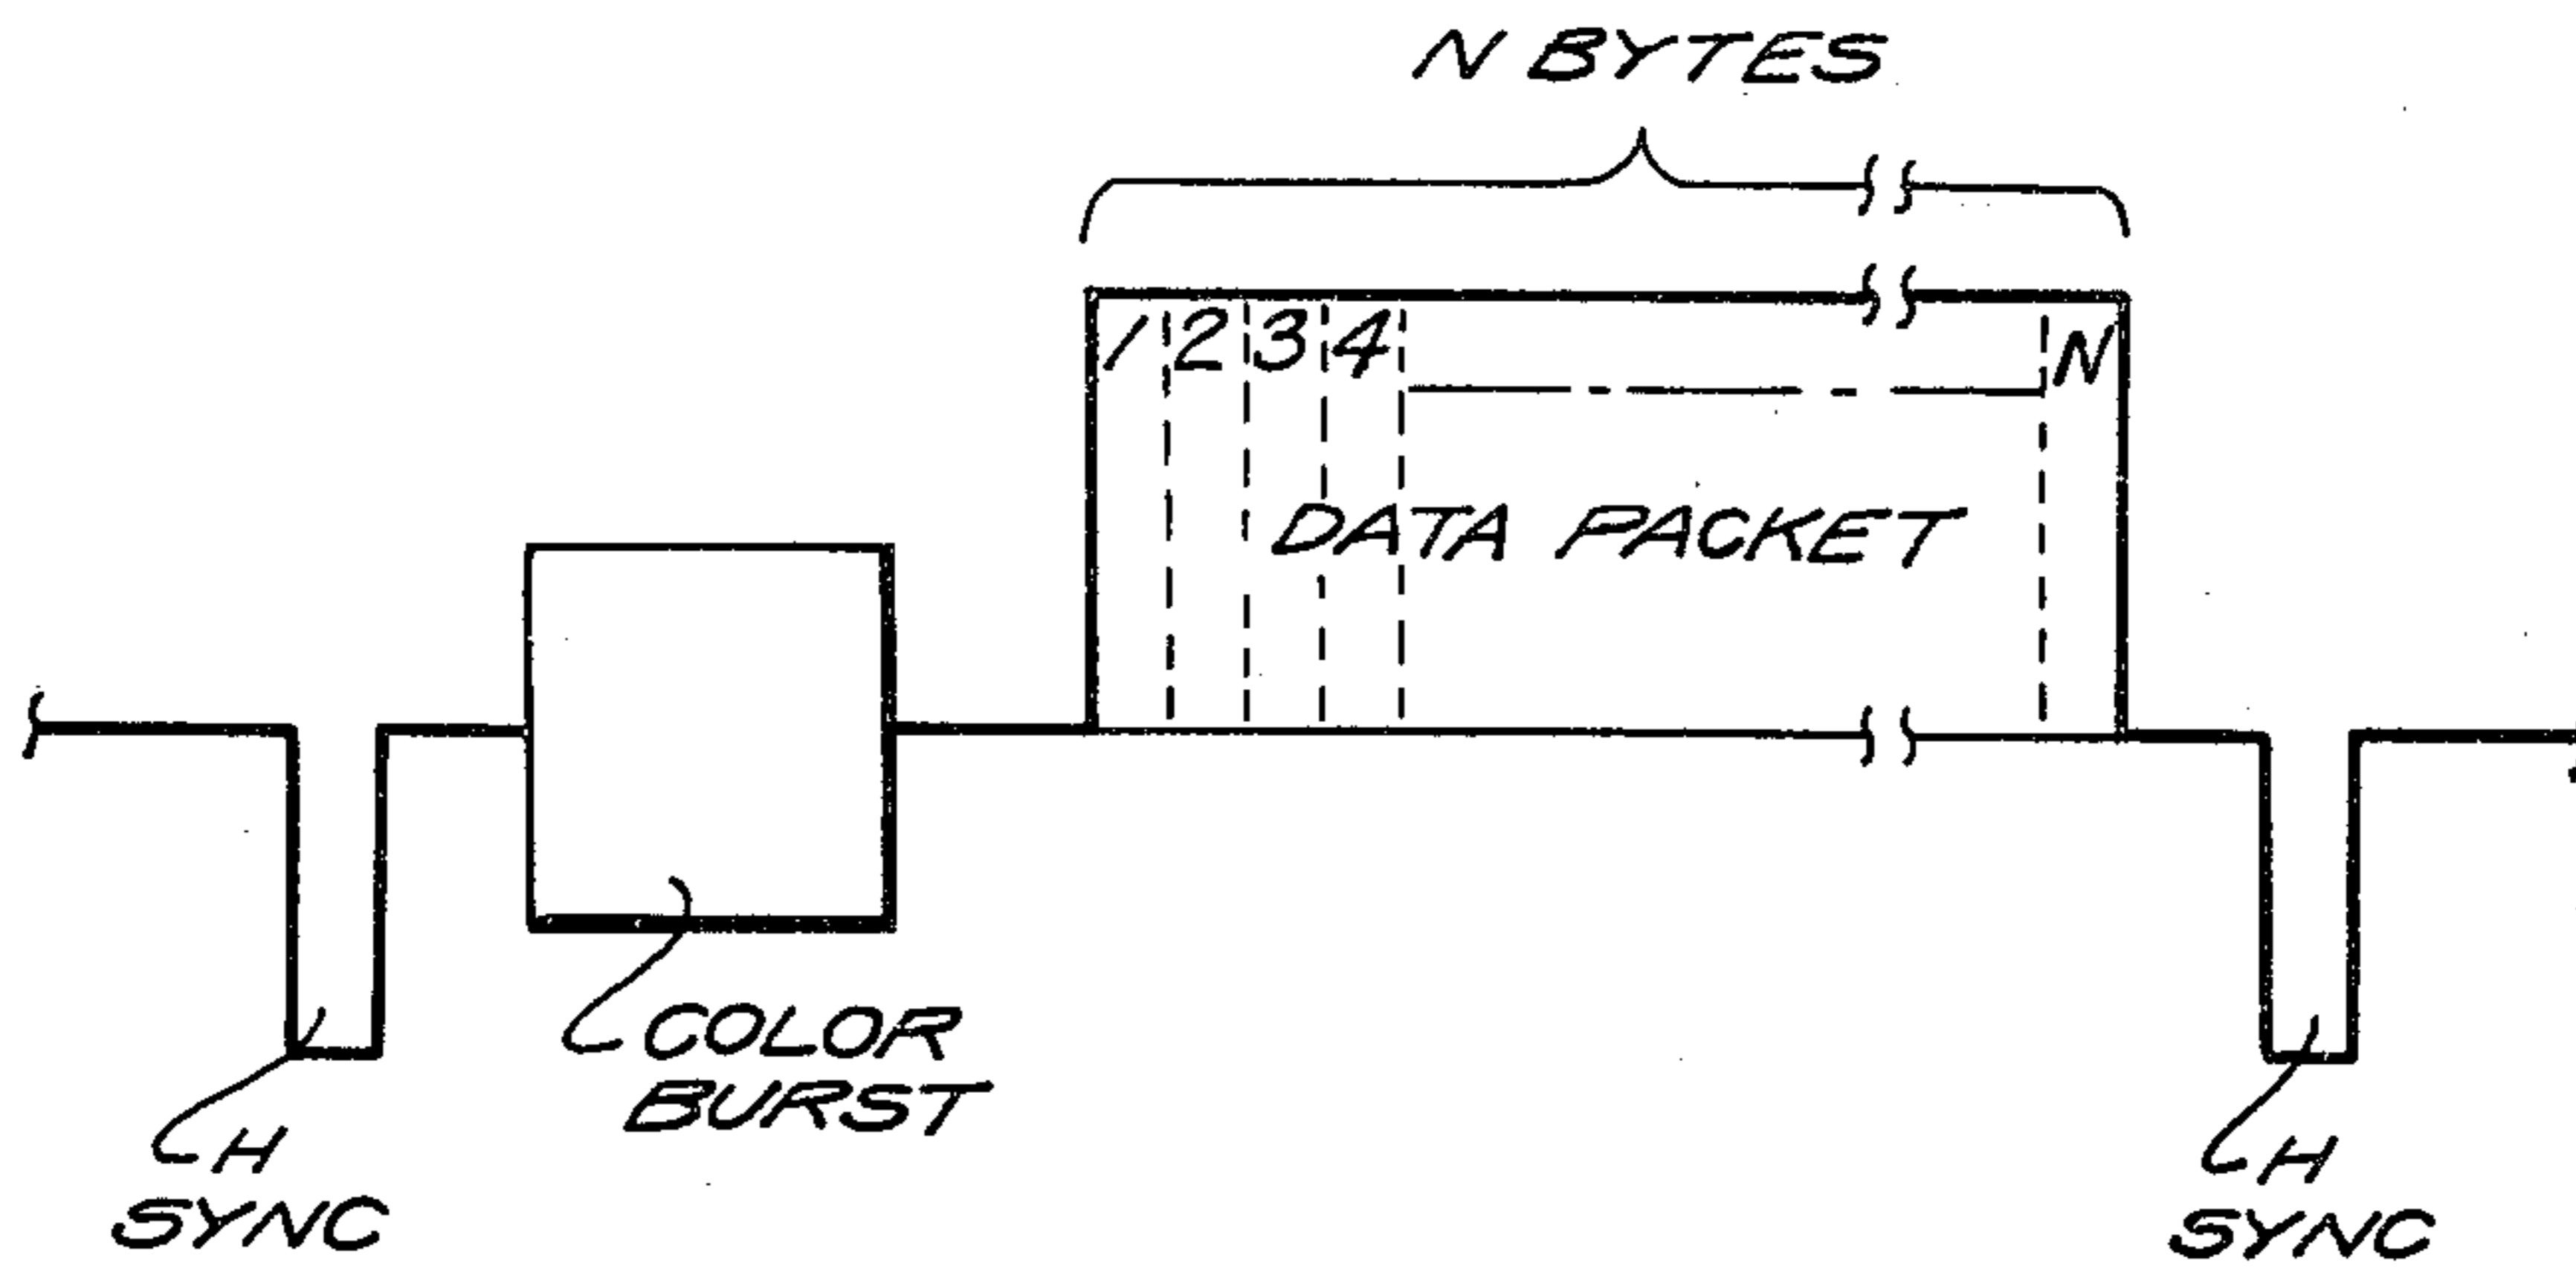 N BYTES
1 2 3 4 N
DATA PACKET
COLOR
BURST
H
SYNC
H
SYNC